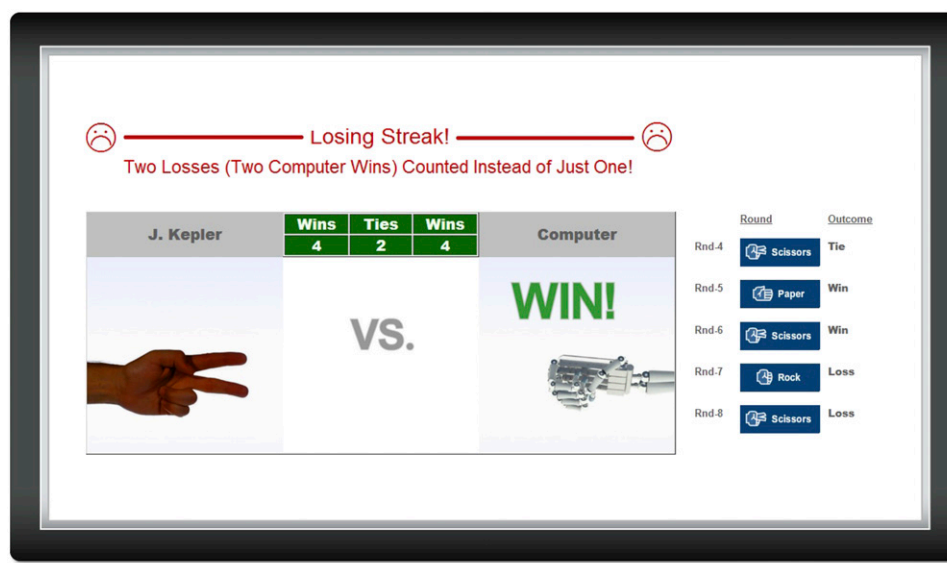 Losing Streak!
Two Losses (Two Computer Wins) Counted Instead of Just One!
J. Kepler
Wins Ties Wins
4 2 4
Computer
VS.
WIN!
Round Outcome
Rnd-4 Scissors Tie
Rnd-5 Paper Win
Rnd-6 Scissors Win
Rnd-7 Rock Loss
Rnd-8 Scissors Loss